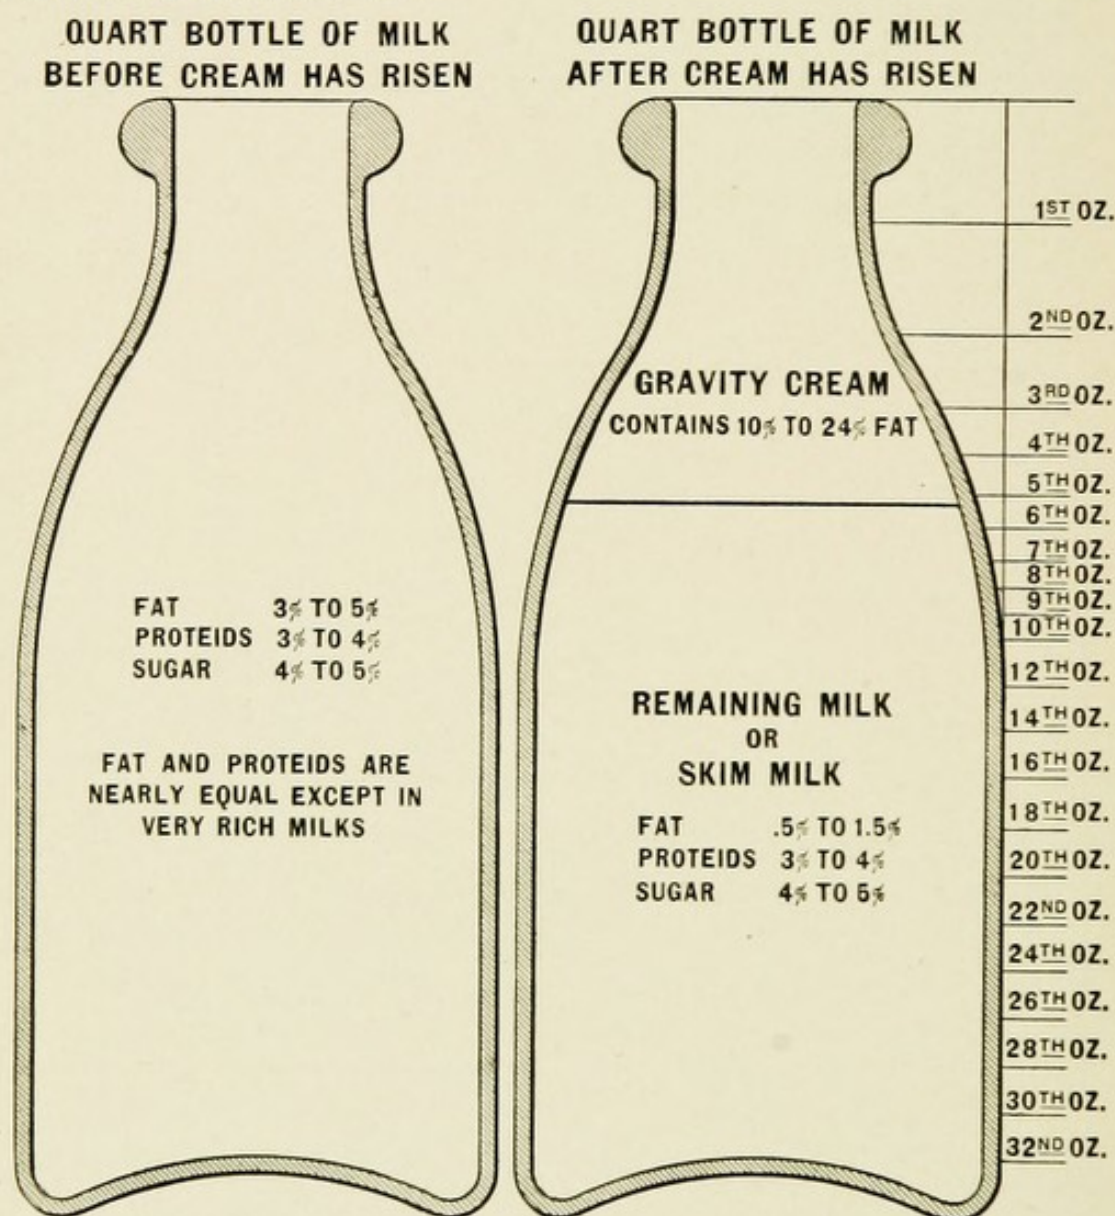 QUART BOTTLE OF MILK
BEFORE CREAM HAS RISEN
FAT 3% TO 5%
PROTEIDS 3% TO 4%
SUGAR 4% TO 5%
FAT AND PROTEIDS ARE
NEARLY EQUAL EXCEPT IN
VERY RICH MILKS
QUART BOTTLE OF MILK
AFTER CREAM HAS RISEN
GRAVITY CREAM
CONTAINS 10% TO 24% FAT
REMAINING MILK
OR
SKIM MILK
FAT .5% TO 1.5%
PROTEIDS 3% TO 4%
SUGAR 4% TO 5%
1ST OZ.
2ND OZ.
3RD OZ.
4TH OZ.
5TH OZ.
6TH OZ.
7TH OZ.
8TH OZ.
9TH OZ.
10TH OZ.
12TH OZ.
14TH OZ.
16TH OZ.
18TH OZ.
20TH OZ.
22ND OZ.
24TH OZ.
26TH OZ.
28TH OZ.
30TH OZ.
32ND OZ.